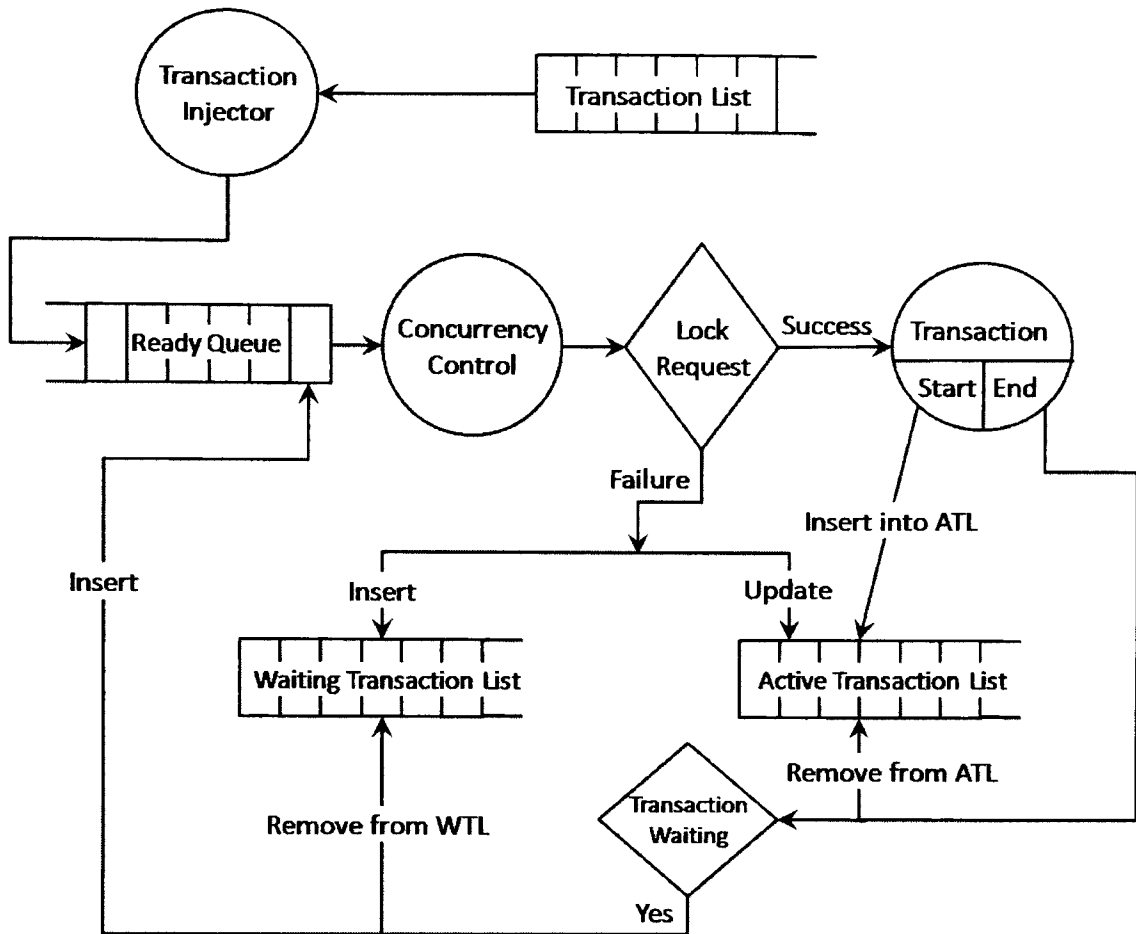 Transaction
Injector
Transaction List
Ready Queue
Concurrency
Control
Lock
Request
Success
Transaction
Start
End
Failure
Insert into ATL
Insert
Insert
Update
Waiting Transaction List
Active Transaction List
Remove from ATL
Transaction
Waiting
Remove from WTL
Yes